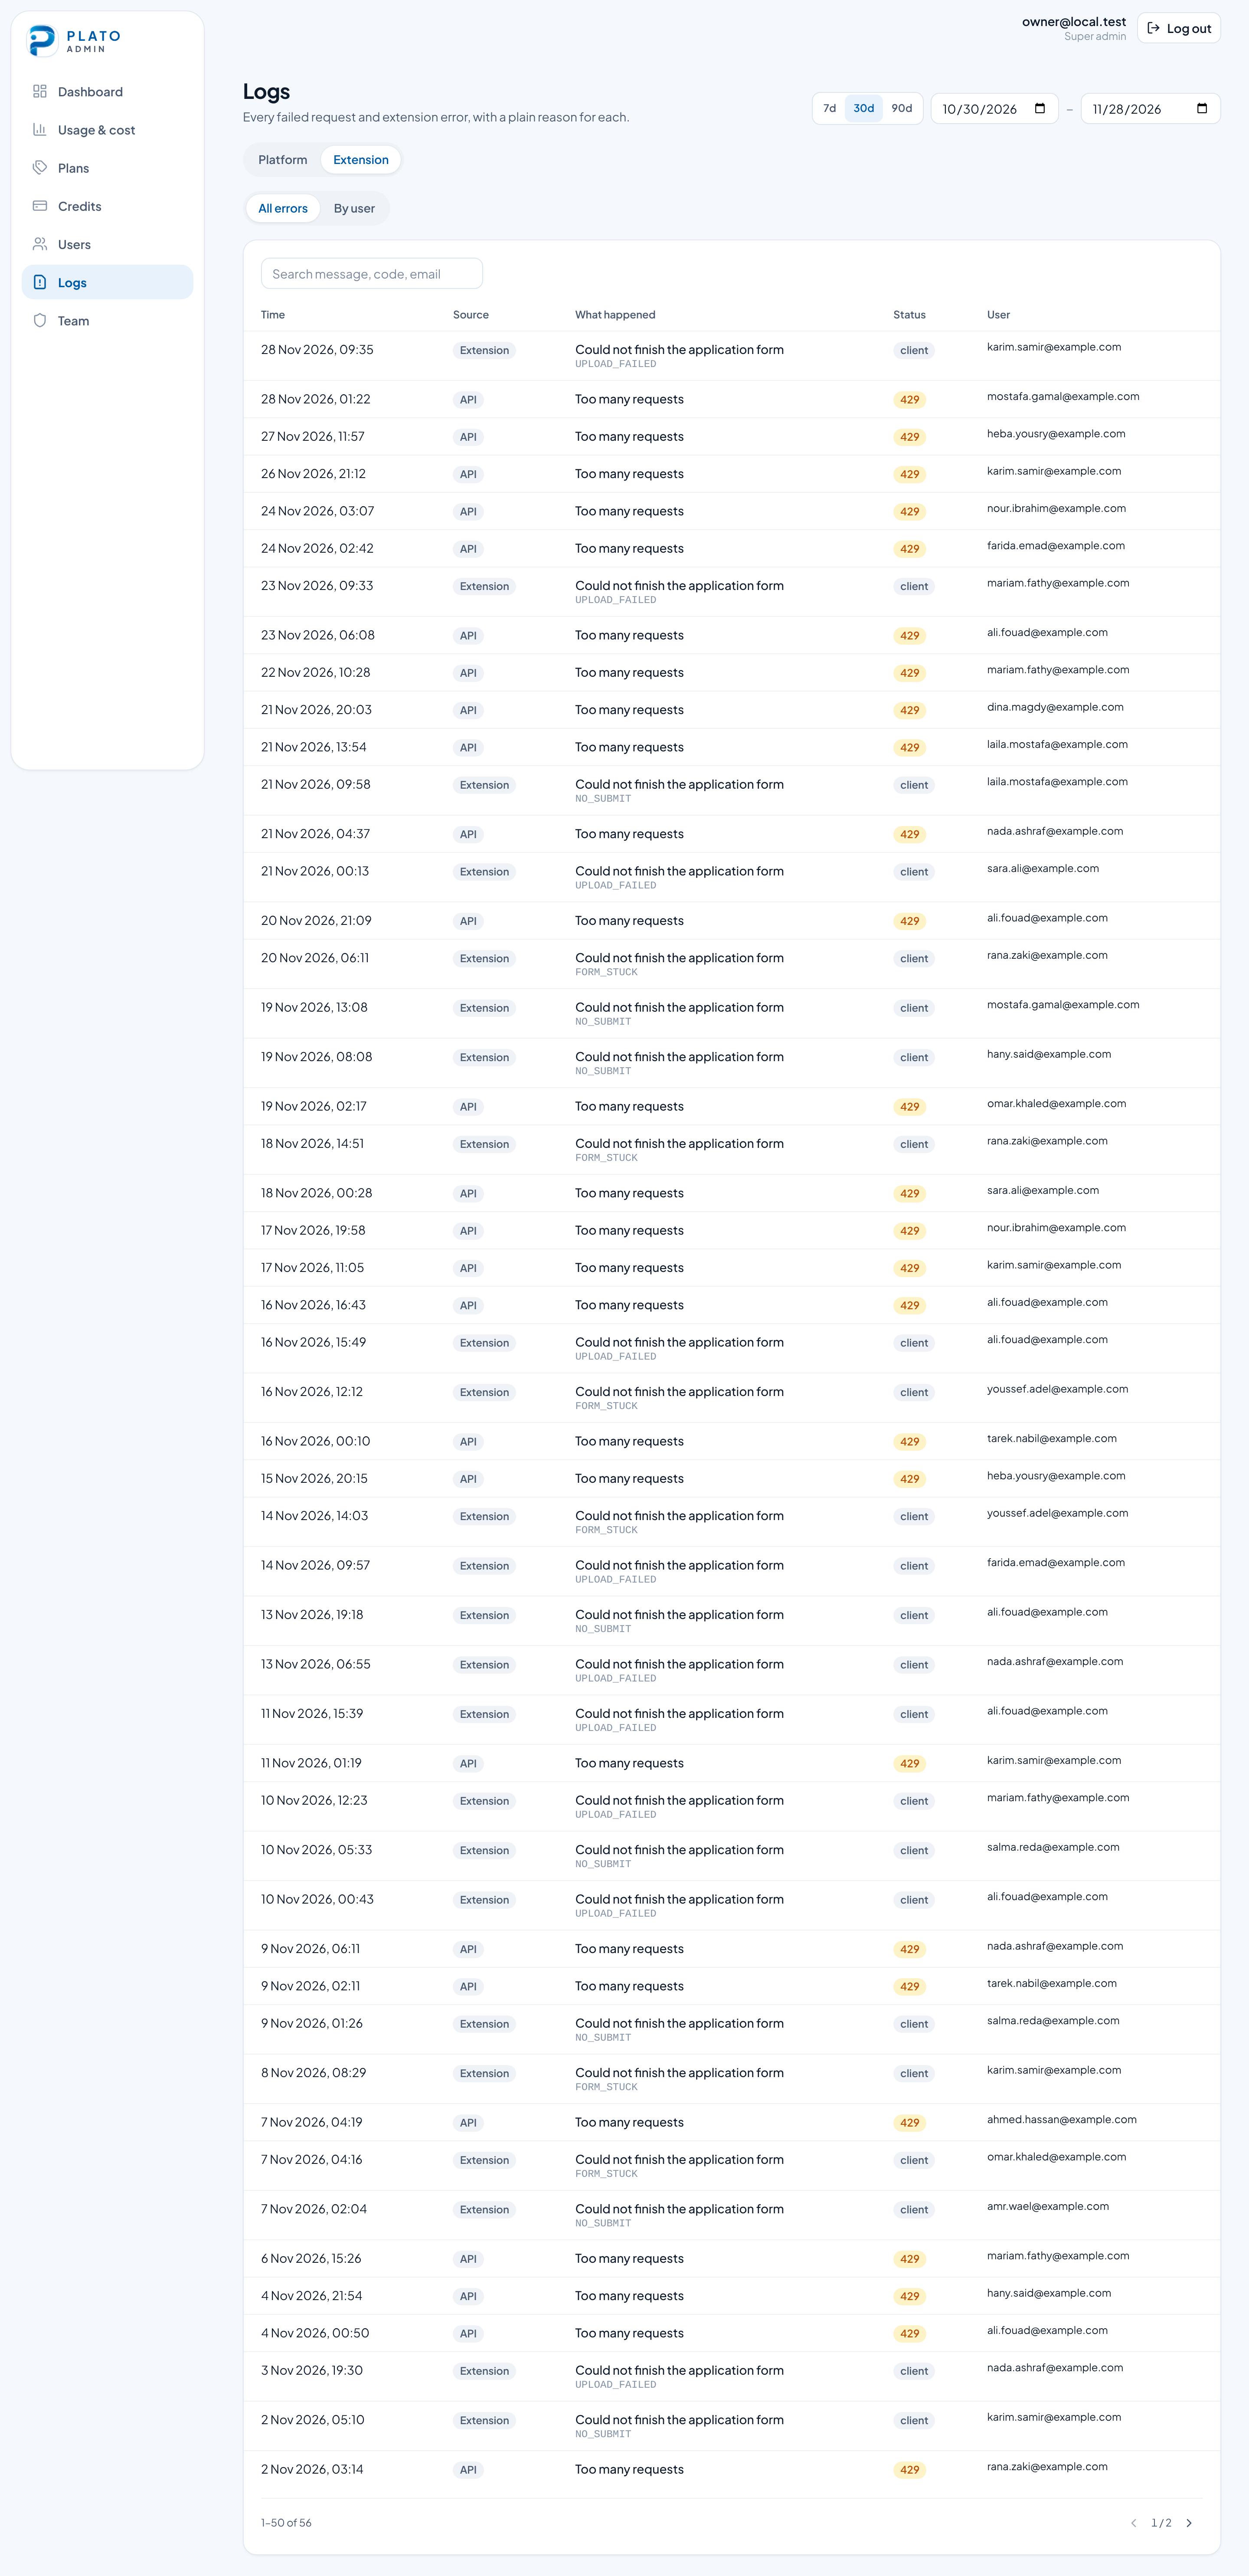 PLATO
ADMIN
Dashboard
Usage & cost
Plans
Credits
Users
Logs
Team
owner@local.test
Super admin
Log out
Logs
Every failed request and extension error, with a plain reason for each.
7d 30d 90d 10/30/2026 – 11/28/2026
Platform Extension
All errors By user
Search message, code, email
Time Source What happened Status User
28 Nov 2026, 09:35 Extension Could not finish the application form client karim.samir@example.com
UPLOAD_FAILED
28 Nov 2026, 01:22 API Too many requests 429 mostafa.gamal@example.com
27 Nov 2026, 11:57 API Too many requests 429 heba.yousry@example.com
26 Nov 2026, 21:12 API Too many requests 429 karim.samir@example.com
24 Nov 2026, 03:07 API Too many requests 429 nour.ibrahim@example.com
24 Nov 2026, 02:42 API Too many requests 429 farida.emad@example.com
23 Nov 2026, 09:33 Extension Could not finish the application form client mariam.fathy@example.com
UPLOAD_FAILED
23 Nov 2026, 06:08 API Too many requests 429 ali.fouad@example.com
22 Nov 2026, 10:28 API Too many requests 429 mariam.fathy@example.com
21 Nov 2026, 20:03 API Too many requests 429 dina.magdy@example.com
21 Nov 2026, 13:54 API Too many requests 429 laila.mostafa@example.com
21 Nov 2026, 09:58 Extension Could not finish the application form client laila.mostafa@example.com
NO_SUBMIT
21 Nov 2026, 04:37 API Too many requests 429 nada.ashraf@example.com
21 Nov 2026, 00:13 Extension Could not finish the application form client sara.ali@example.com
UPLOAD_FAILED
20 Nov 2026, 21:09 API Too many requests 429 ali.fouad@example.com
20 Nov 2026, 06:11 Extension Could not finish the application form client rana.zaki@example.com
FORM_STUCK
19 Nov 2026, 13:08 Extension Could not finish the application form client mostafa.gamal@example.com
NO_SUBMIT
19 Nov 2026, 08:08 Extension Could not finish the application form client hany.said@example.com
NO_SUBMIT
19 Nov 2026, 02:17 API Too many requests 429 omar.khaled@example.com
18 Nov 2026, 14:51 Extension Could not finish the application form client rana.zaki@example.com
FORM_STUCK
18 Nov 2026, 00:28 API Too many requests 429 sara.ali@example.com
17 Nov 2026, 19:58 API Too many requests 429 nour.ibrahim@example.com
17 Nov 2026, 11:05 API Too many requests 429 karim.samir@example.com
16 Nov 2026, 16:43 API Too many requests 429 ali.fouad@example.com
16 Nov 2026, 15:49 Extension Could not finish the application form client ali.fouad@example.com
UPLOAD_FAILED
16 Nov 2026, 12:12 Extension Could not finish the application form client youssef.adel@example.com
FORM_STUCK
16 Nov 2026, 00:10 API Too many requests 429 tarek.nabil@example.com
15 Nov 2026, 20:15 API Too many requests 429 heba.yousry@example.com
14 Nov 2026, 14:03 Extension Could not finish the application form client youssef.adel@example.com
FORM_STUCK
14 Nov 2026, 09:57 Extension Could not finish the application form client farida.emad@example.com
UPLOAD_FAILED
13 Nov 2026, 19:18 Extension Could not finish the application form client ali.fouad@example.com
NO_SUBMIT
13 Nov 2026, 06:55 Extension Could not finish the application form client nada.ashraf@example.com
UPLOAD_FAILED
11 Nov 2026, 15:39 Extension Could not finish the application form client ali.fouad@example.com
UPLOAD_FAILED
11 Nov 2026, 01:19 API Too many requests 429 karim.samir@example.com
10 Nov 2026, 12:23 Extension Could not finish the application form client mariam.fathy@example.com
UPLOAD_FAILED
10 Nov 2026, 05:33 Extension Could not finish the application form client salma.reda@example.com
NO_SUBMIT
10 Nov 2026, 00:43 Extension Could not finish the application form client ali.fouad@example.com
UPLOAD_FAILED
9 Nov 2026, 06:11 API Too many requests 429 nada.ashraf@example.com
9 Nov 2026, 02:11 API Too many requests 429 tarek.nabil@example.com
9 Nov 2026, 01:26 Extension Could not finish the application form client salma.reda@example.com
NO_SUBMIT
8 Nov 2026, 08:29 Extension Could not finish the application form client karim.samir@example.com
FORM_STUCK
7 Nov 2026, 04:19 API Too many requests 429 ahmed.hassan@example.com
7 Nov 2026, 04:16 Extension Could not finish the application form client omar.khaled@example.com
FORM_STUCK
7 Nov 2026, 02:04 Extension Could not finish the application form client amr.wael@example.com
NO_SUBMIT
6 Nov 2026, 15:26 API Too many requests 429 mariam.fathy@example.com
4 Nov 2026, 21:54 API Too many requests 429 hany.said@example.com
4 Nov 2026, 00:50 API Too many requests 429 ali.fouad@example.com
3 Nov 2026, 19:30 Extension Could not finish the application form client nada.ashraf@example.com
UPLOAD_FAILED
2 Nov 2026, 05:10 Extension Could not finish the application form client karim.samir@example.com
NO_SUBMIT
2 Nov 2026, 03:14 API Too many requests 429 rana.zaki@example.com
1–50 of 56 1 / 2